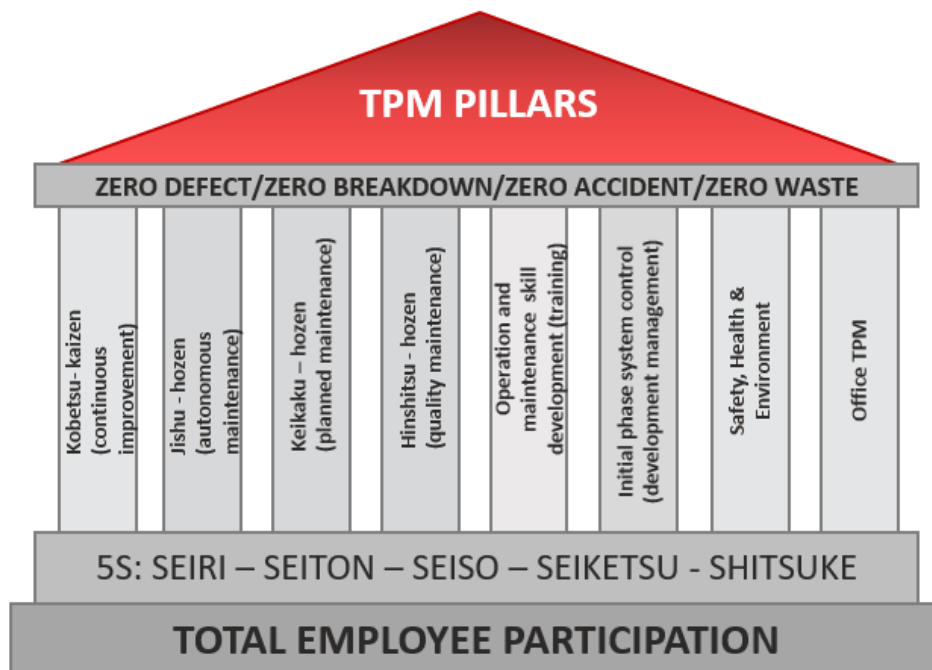 TPM PILLARS
ZERO DEFECT/ZERO BREAKDOWN/ZERO ACCIDENT/ZERO WASTE
Kobetsu- kaizen
(continuous
improvement)
Jishu - hozen
(autonomous
maintenance)
Keikaku – hozen
(planned maintenance)
Hinshitsu - hozen
(quality maintenance)
Operation and
maintenance skill
development (training)
Initial phase system control
(development management)
Safety, Health &
Environment
Office TPM
5S: SEIRI – SEITON – SEISO – SEIKETSU - SHITSUKE
TOTAL EMPLOYEE PARTICIPATION